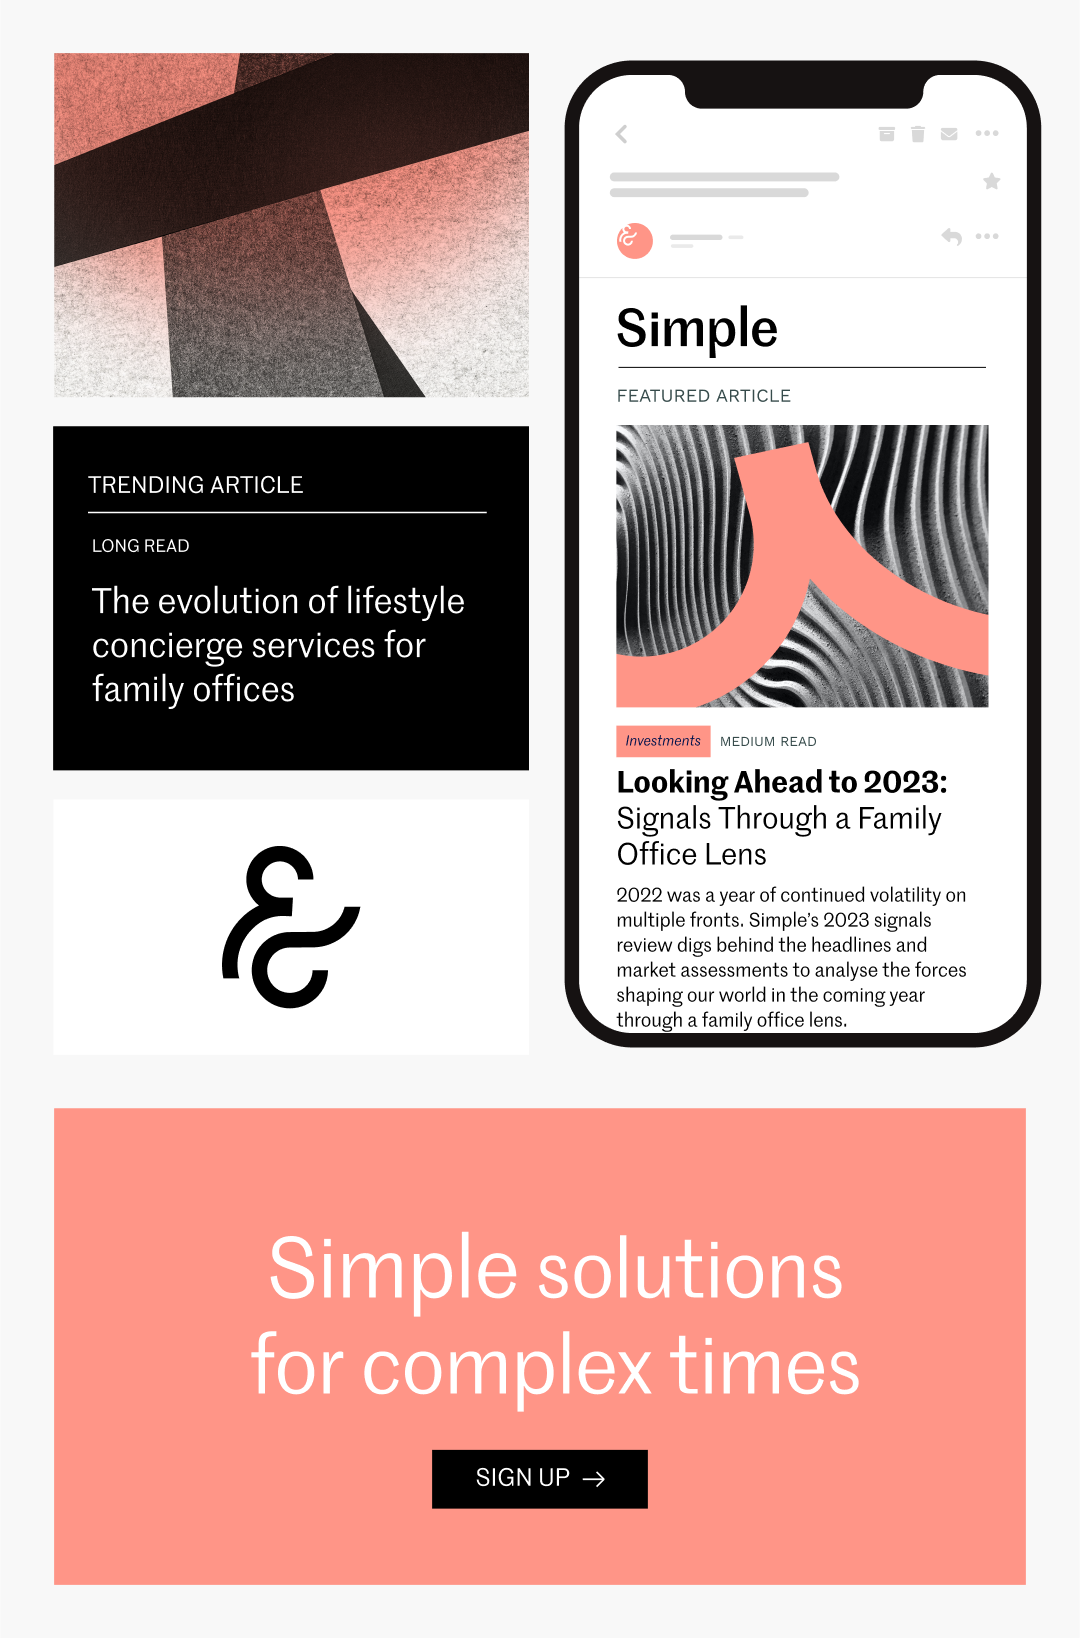 TRENDING ARTICLE
LONG READ
The evolution of lifestyle
concierge services for
family offices
&
Simple
FEATURED ARTICLE
Investments MEDIUM READ
Looking Ahead to 2023:
Signals Through a Family
Office Lens
2022 was a year of continued volatility on
multiple fronts. Simple’s 2023 signals
review digs behind the headlines and
market assessments to analyse the forces
shaping our world in the coming year
through a family office lens.
Simple solutions
for complex times
SIGN UP →